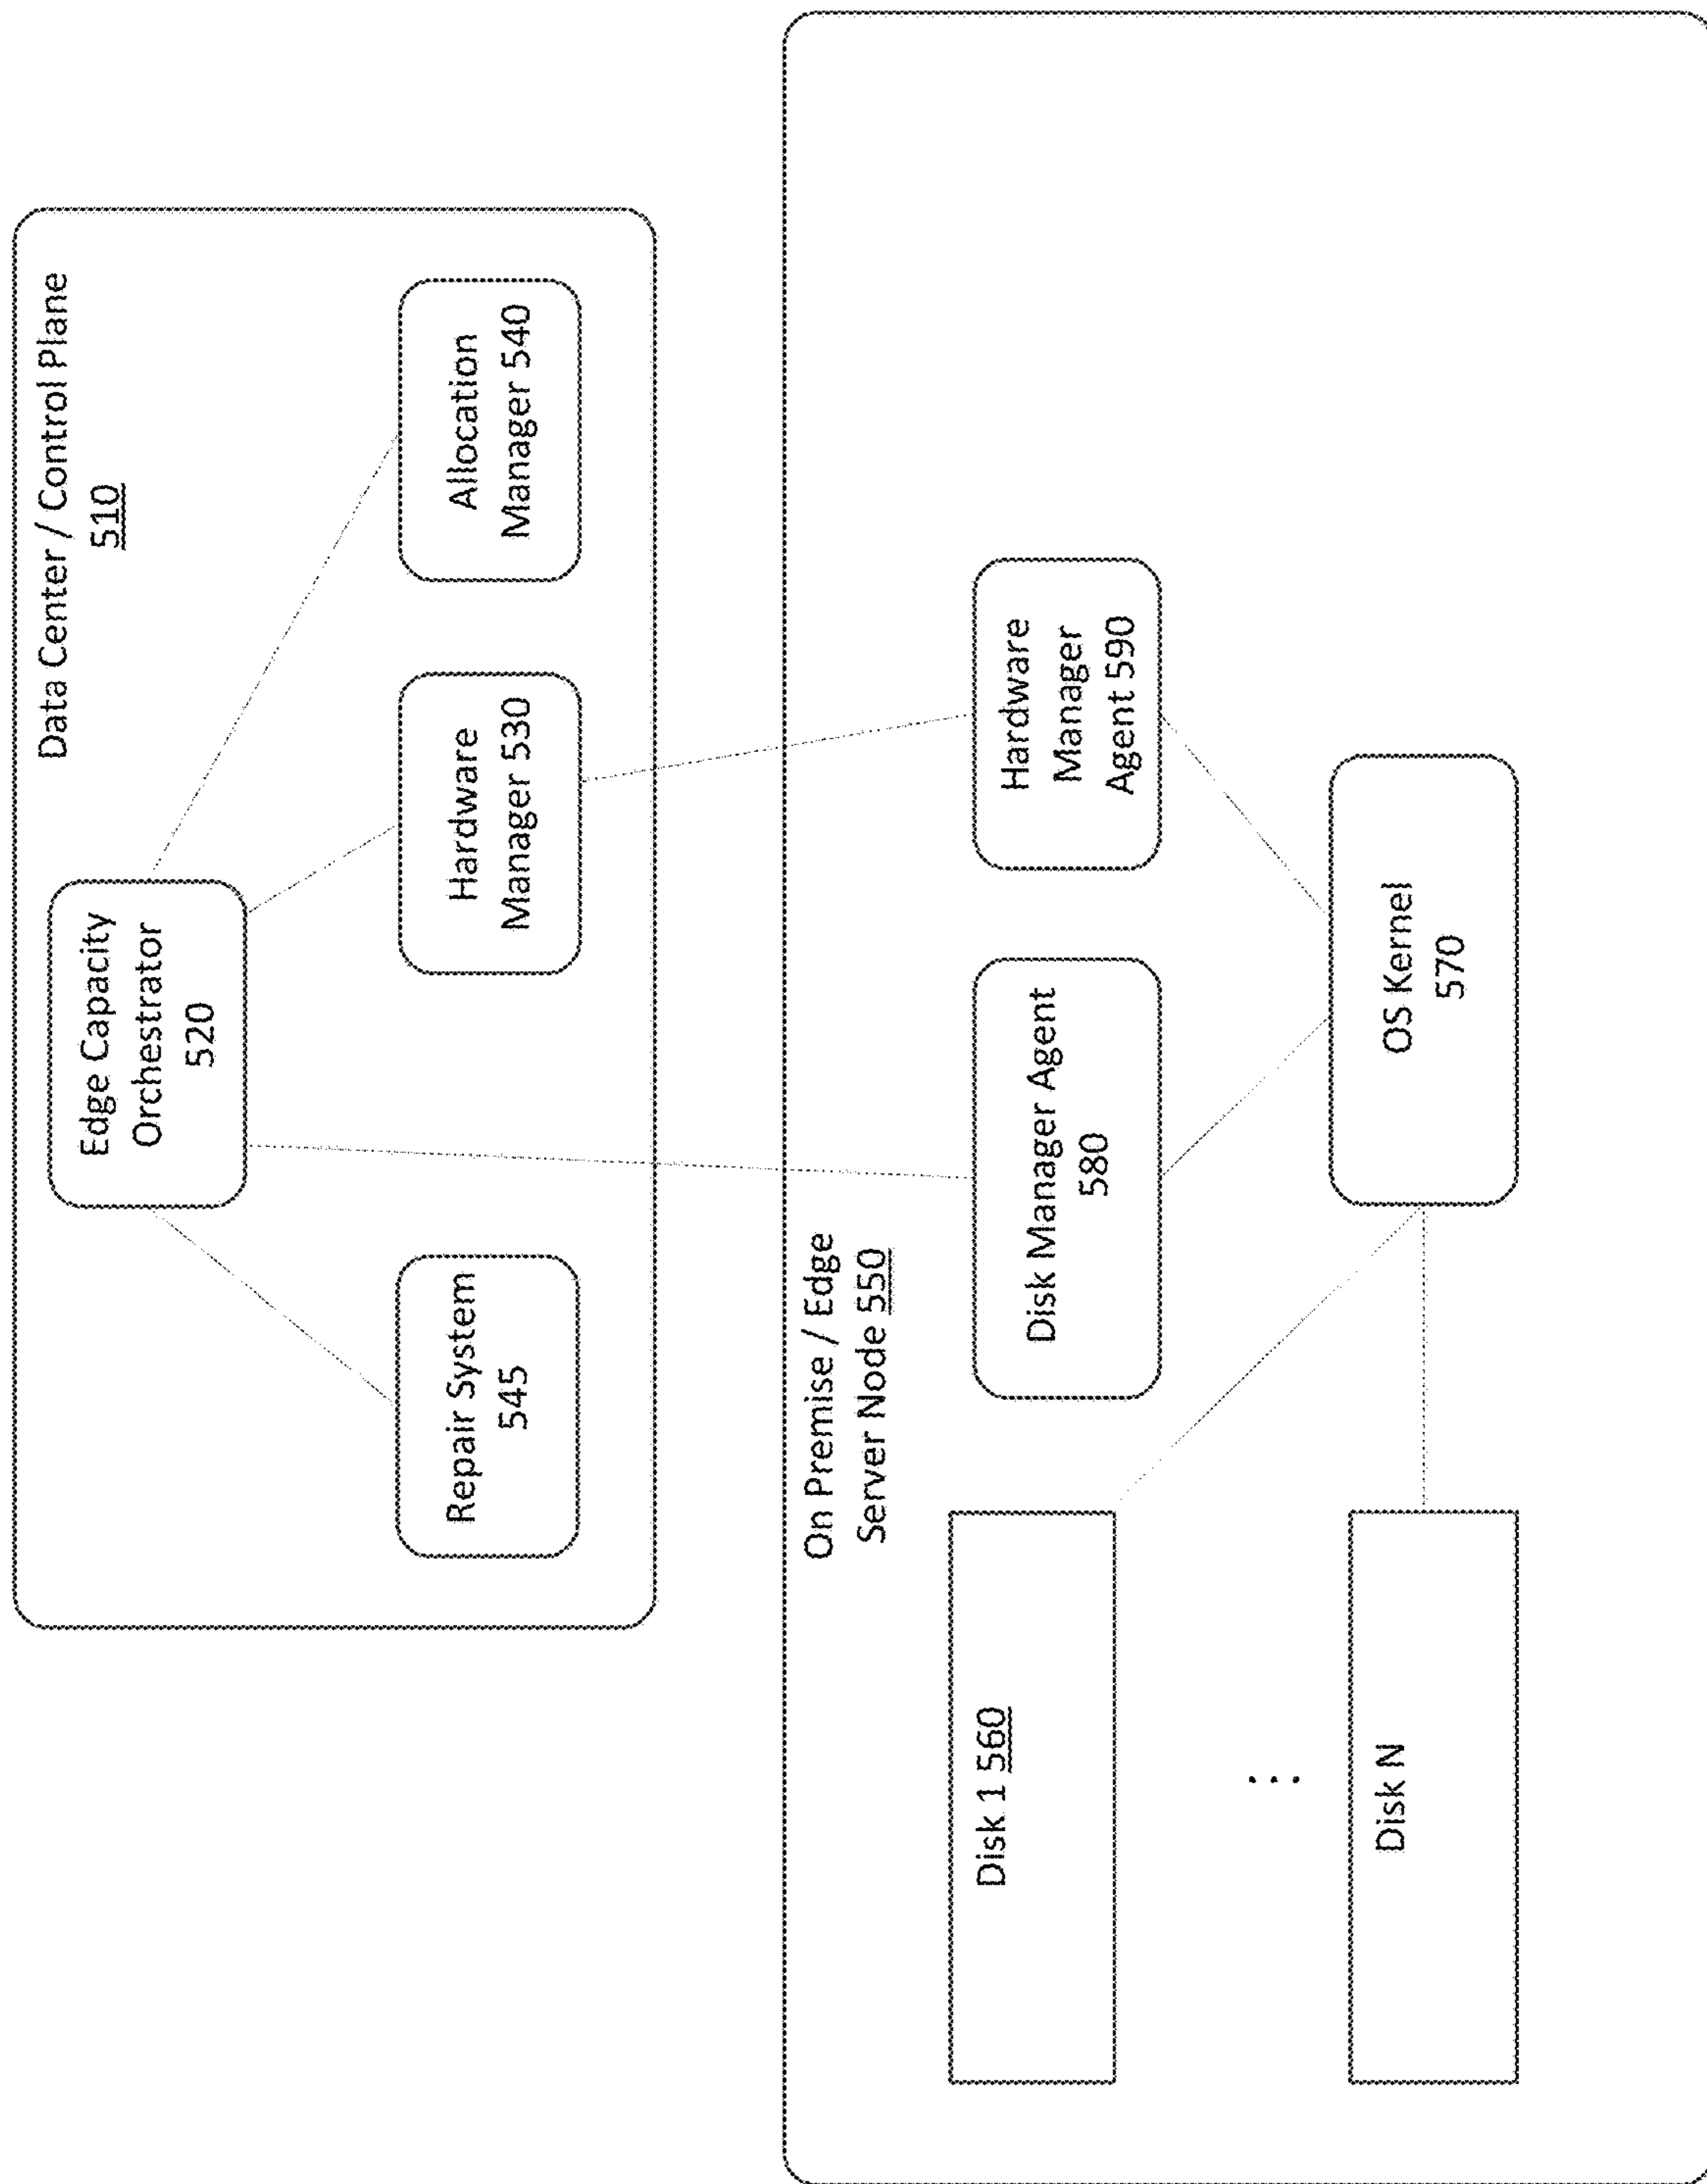 Data Center / Control Plane
510
Edge Capacity
Orchestrator
520
Repair System
545
Hardware
Manager 530
Allocation
Manager 540
On Premise / Edge
Server Node 550
Disk 1 560
...
Disk N
Disk Manager Agent
580
Hardware
Manager
Agent 590
OS Kernel
570